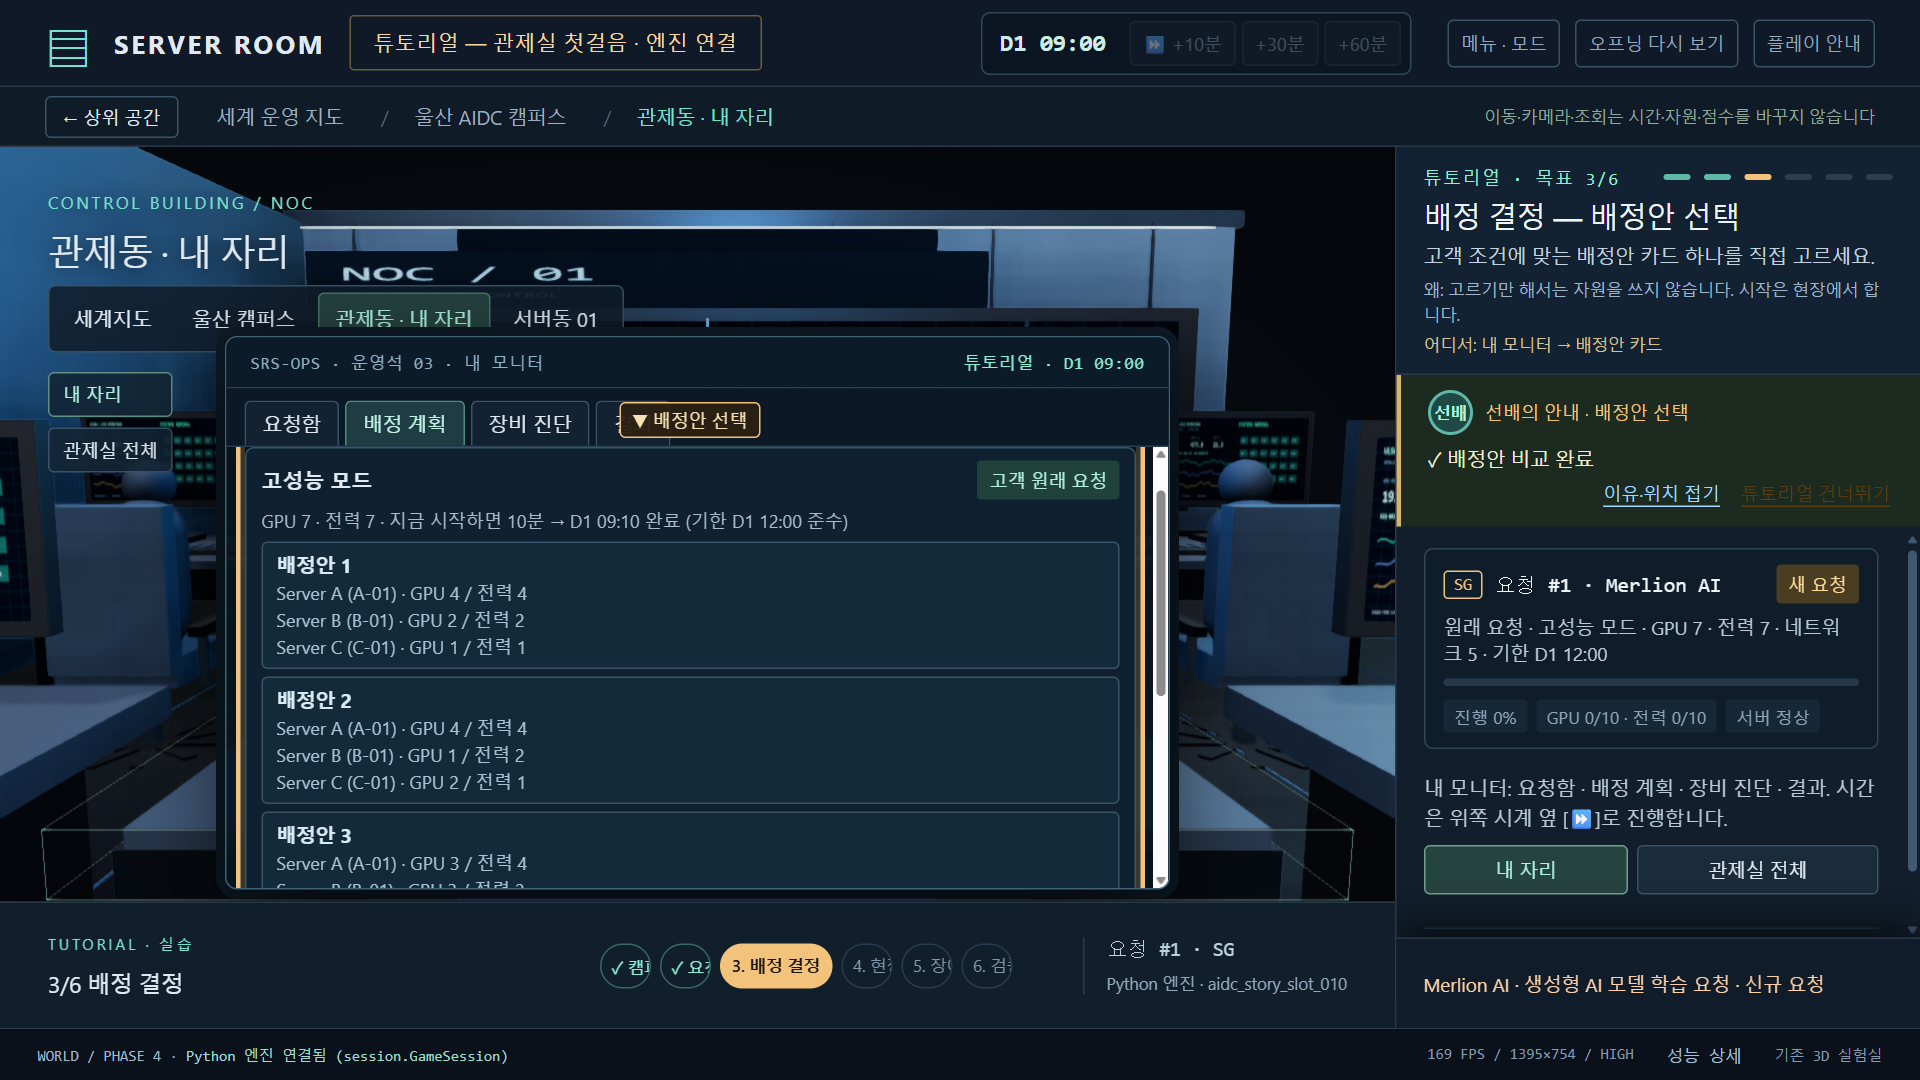 SERVER ROOM
튜토리얼 — 관제실 첫걸음 · 엔진 연결
D1 09:00
⏩ +10분
+30분
+60분
메뉴 · 모드
오프닝 다시 보기
플레이 안내
← 상위 공간
세계 운영 지도 / 울산 AIDC 캠퍼스 / 관제동 · 내 자리
이동·카메라·조회는 시간·자원·점수를 바꾸지 않습니다
CONTROL BUILDING / NOC
관제동 · 내 자리
NOC / 01
세계지도
울산 캠퍼스
관제동 · 내 자리
서버동 01
내 자리
관제실 전체
SRS-OPS · 운영석 03 · 내 모니터
튜토리얼 · D1 09:00
요청함
배정 계획
장비 진단
▼ 배정안 선택
고성능 모드
고객 원래 요청
GPU 7 · 전력 7 · 지금 시작하면 10분 → D1 09:10 완료 (기한 D1 12:00 준수)
배정안 1
Server A (A-01) · GPU 4 / 전력 4
Server B (B-01) · GPU 2 / 전력 2
Server C (C-01) · GPU 1 / 전력 1
배정안 2
Server A (A-01) · GPU 4 / 전력 4
Server B (B-01) · GPU 1 / 전력 2
Server C (C-01) · GPU 2 / 전력 1
배정안 3
Server A (A-01) · GPU 3 / 전력 4
튜토리얼 · 목표 3/6
배정 결정 — 배정안 선택
고객 조건에 맞는 배정안 카드 하나를 직접 고르세요.
왜: 고르기만 해서는 자원을 쓰지 않습니다. 시작은 현장에서 합
니다.
어디서: 내 모니터 → 배정안 카드
선배
선배의 안내 · 배정안 선택
✓ 배정안 비교 완료
이유·위치 접기
튜토리얼 건너뛰기
SG
요청 #1 · Merlion AI
새 요청
원래 요청 · 고성능 모드 · GPU 7 · 전력 7 · 네트워
크 5 · 기한 D1 12:00
진행 0%
GPU 0/10 · 전력 0/10
서버 정상
내 모니터: 요청함 · 배정 계획 · 장비 진단 · 결과. 시간
은 위쪽 시계 옆 [⏩]로 진행합니다.
내 자리
관제실 전체
TUTORIAL · 실습
3/6 배정 결정
✓ 캠
✓ 요
3. 배정 결정
4. 현
5. 장
6. 검
요청 #1 · SG
Python 엔진 · aidc_story_slot_010
Merlion AI · 생성형 AI 모델 학습 요청 · 신규 요청
WORLD / PHASE 4 · Python 엔진 연결됨 (session.GameSession)
169 FPS / 1395×754 / HIGH
성능 상세
기존 3D 실험실